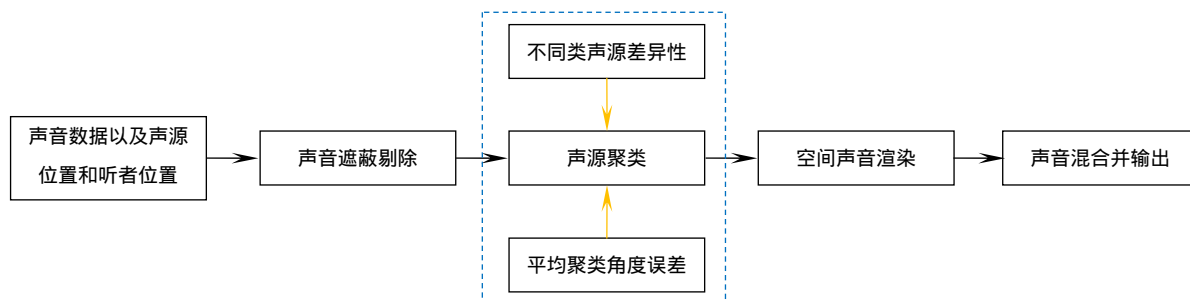 不同类声源差异性
声音数据以及声源
位置和听者位置
声音遮蔽剔除
声源聚类
空间声音渲染
声音混合并输出
平均聚类角度误差